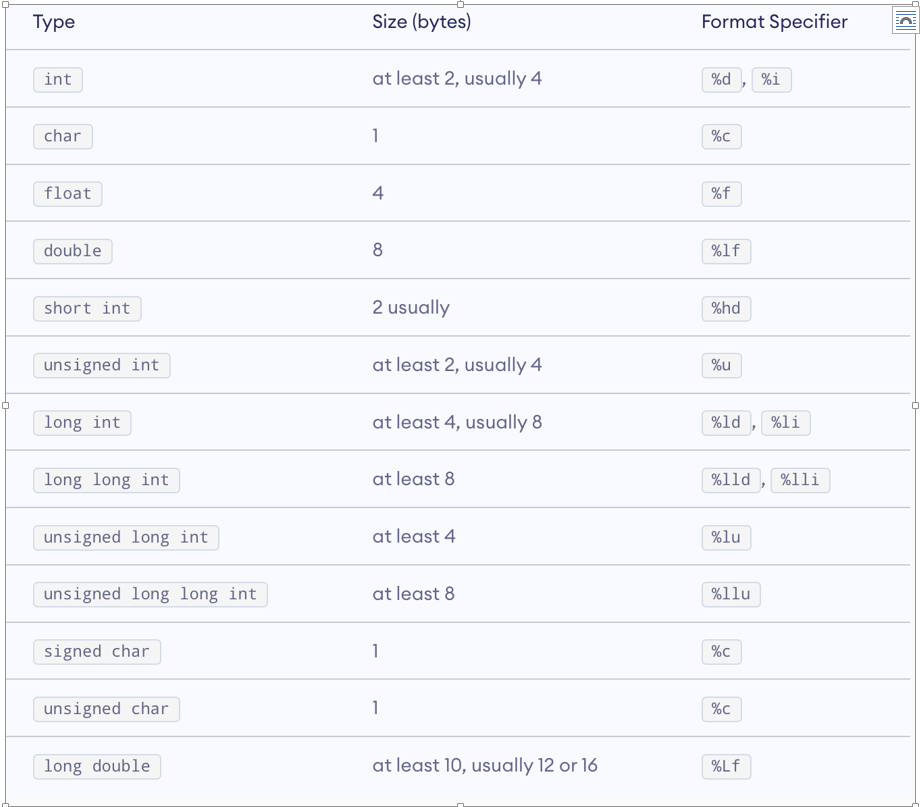 Type Size (bytes) Format Specifier
int at least 2, usually 4 %d, %i
char 1 %c
float 4 %f
double 8 %lf
short int 2 usually %hd
unsigned int at least 2, usually 4 %u
long int at least 4, usually 8 %ld, %li
long long int at least 8 %lld, %lli
unsigned long int at least 4 %lu
unsigned long long int at least 8 %llu
signed char 1 %c
unsigned char 1 %c
long double at least 10, usually 12 or 16 %Lf